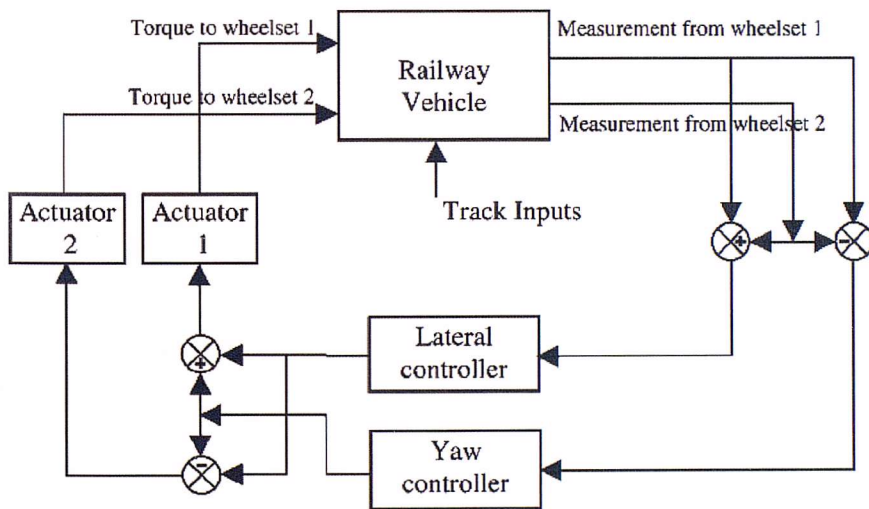 Torque to wheelset 1
Measurement from wheelset 1
Railway
Vehicle
Torque to wheelset 2
Measurement from wheelset 2
Track Inputs
Actuator
2
Actuator
1
+
-
Lateral
controller
+
-
Yaw
controller